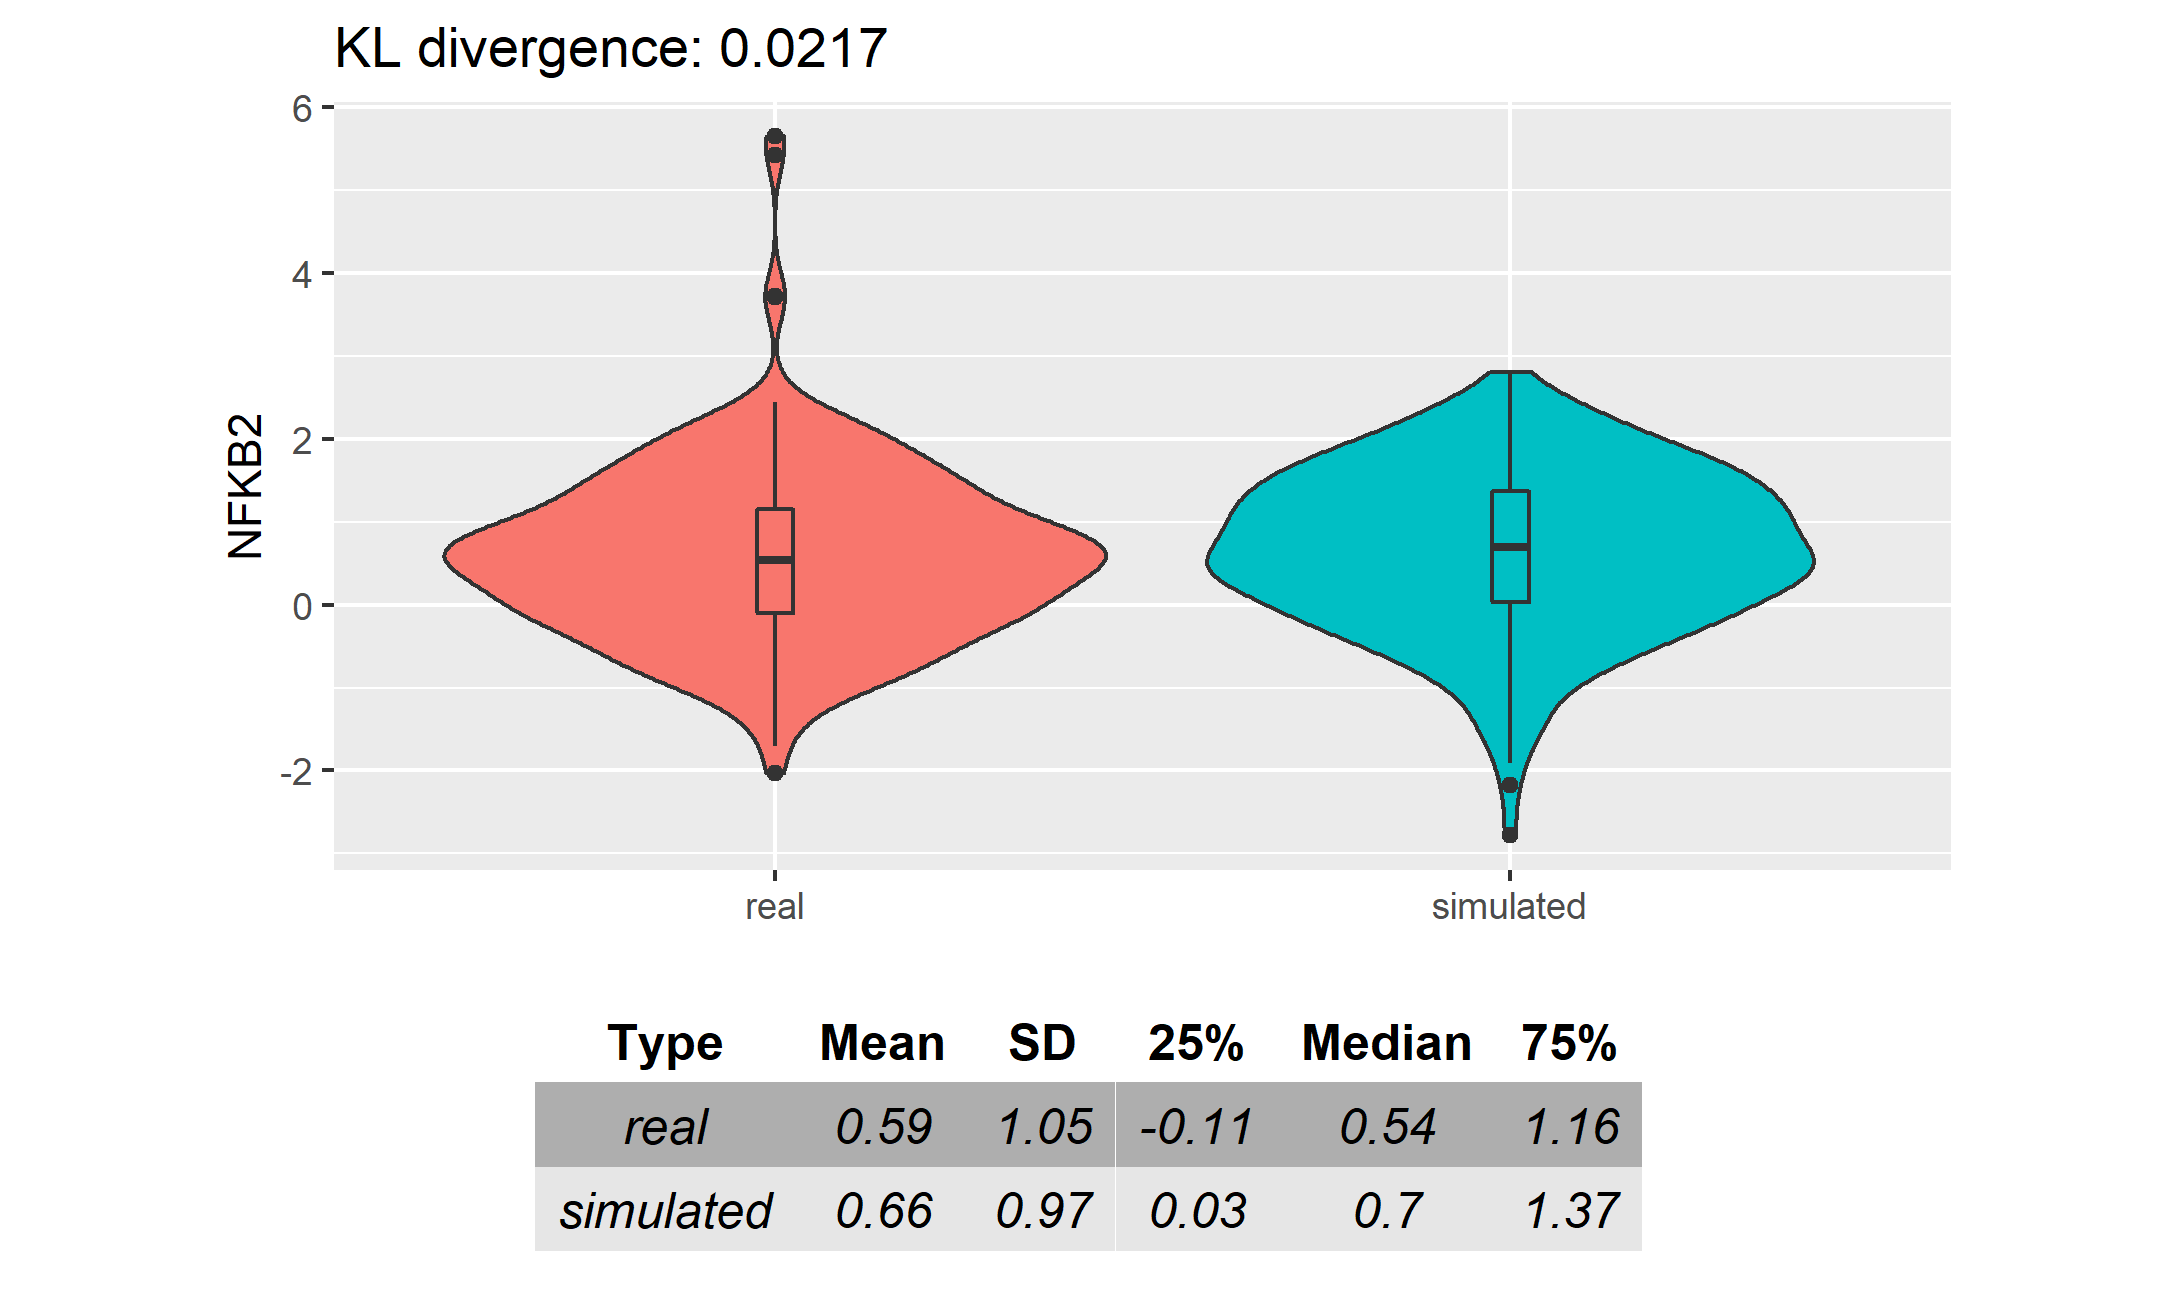 KL divergence: 0.0217
6
4
2
0
-2
NFKB2
real simulated
Type Mean SD 25% Median 75%
real 0.59 1.05 -0.11 0.54 1.16
simulated 0.66 0.97 0.03 0.7 1.37